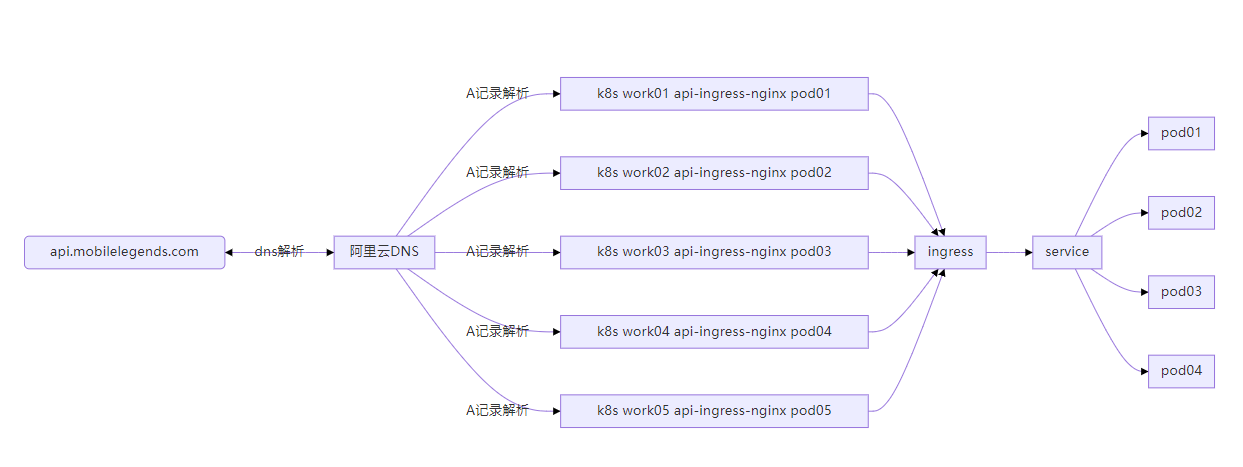 api.mobilelegends.com
dns解析
阿里云DNS
A记录解析
k8s work01 api-ingress-nginx pod01
A记录解析
k8s work02 api-ingress-nginx pod02
A记录解析
k8s work03 api-ingress-nginx pod03
A记录解析
k8s work04 api-ingress-nginx pod04
A记录解析
k8s work05 api-ingress-nginx pod05
ingress
service
pod01
pod02
pod03
pod04